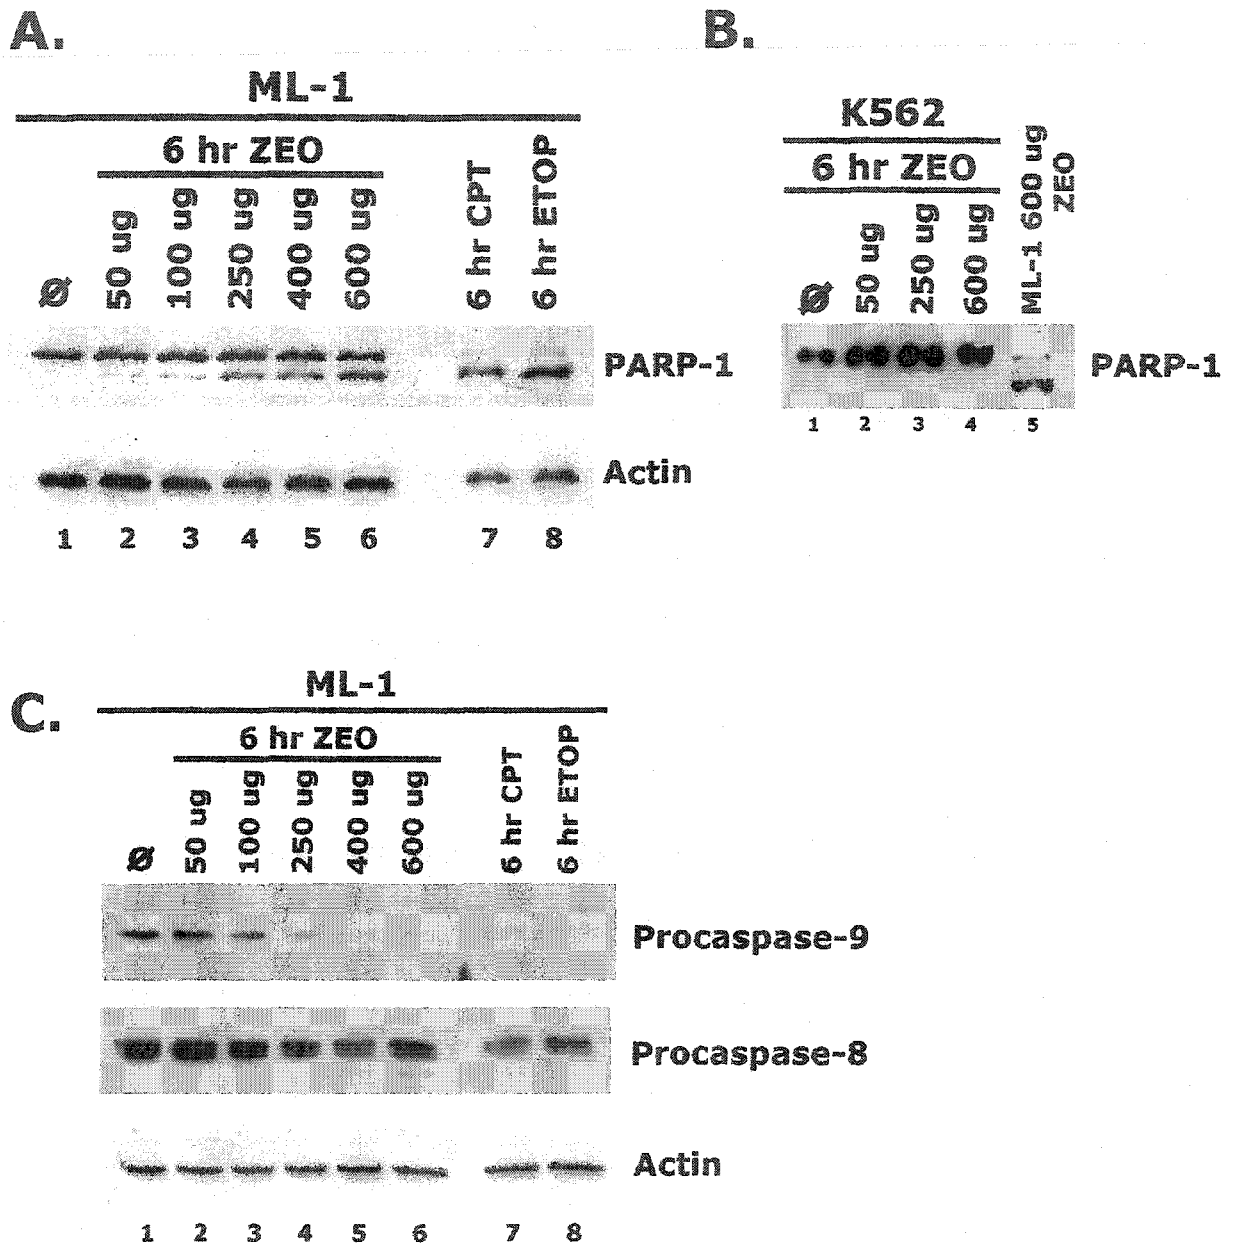 A.
ML-1
6 hr ZEO
Ø
50 ug
100 ug
250 ug
400 ug
600 ug
6 hr CPT
6 hr ETOP
PARP-1
Actin
1 2 3 4 5 6 7 8
B.
K562
6 hr ZEO
Ø
50 ug
250 ug
600 ug
ML-1 600 ug
ZEO
PARP-1
1 2 3 4 5
C.
ML-1
6 hr ZEO
Ø
50 ug
100 ug
250 ug
400 ug
600 ug
6 hr CPT
6 hr ETOP
Procaspase-9
Procaspase-8
Actin
1 2 3 4 5 6 7 8